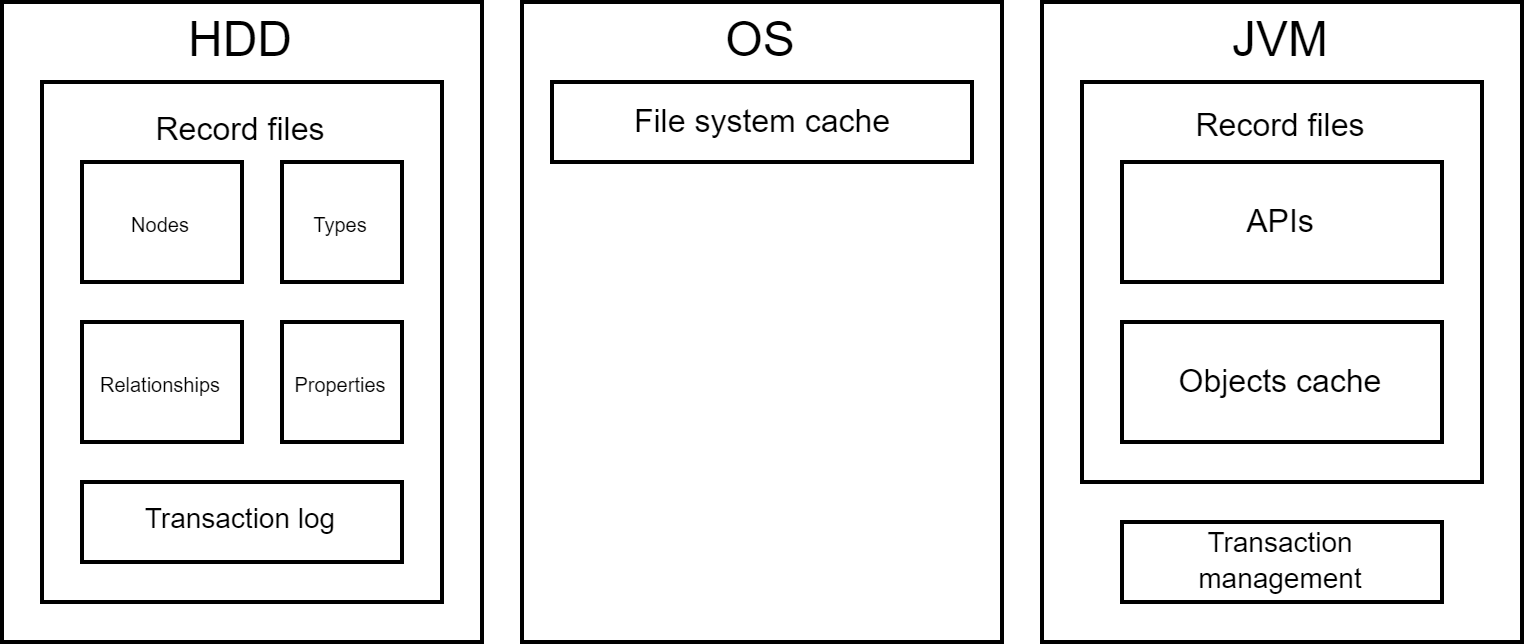 HDD
Record files
Nodes
Types
Relationships
Properties
Transaction log
OS
File system cache
JVM
Record files
APIs
Objects cache
Transaction
management